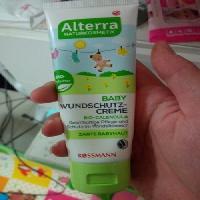 Alterra
NATURKOSMETIK
BABY
WUNDSCHUTZ-
CREME
BIO-CALENDULA
ZARTE BABYHAUT
ROSSMANN